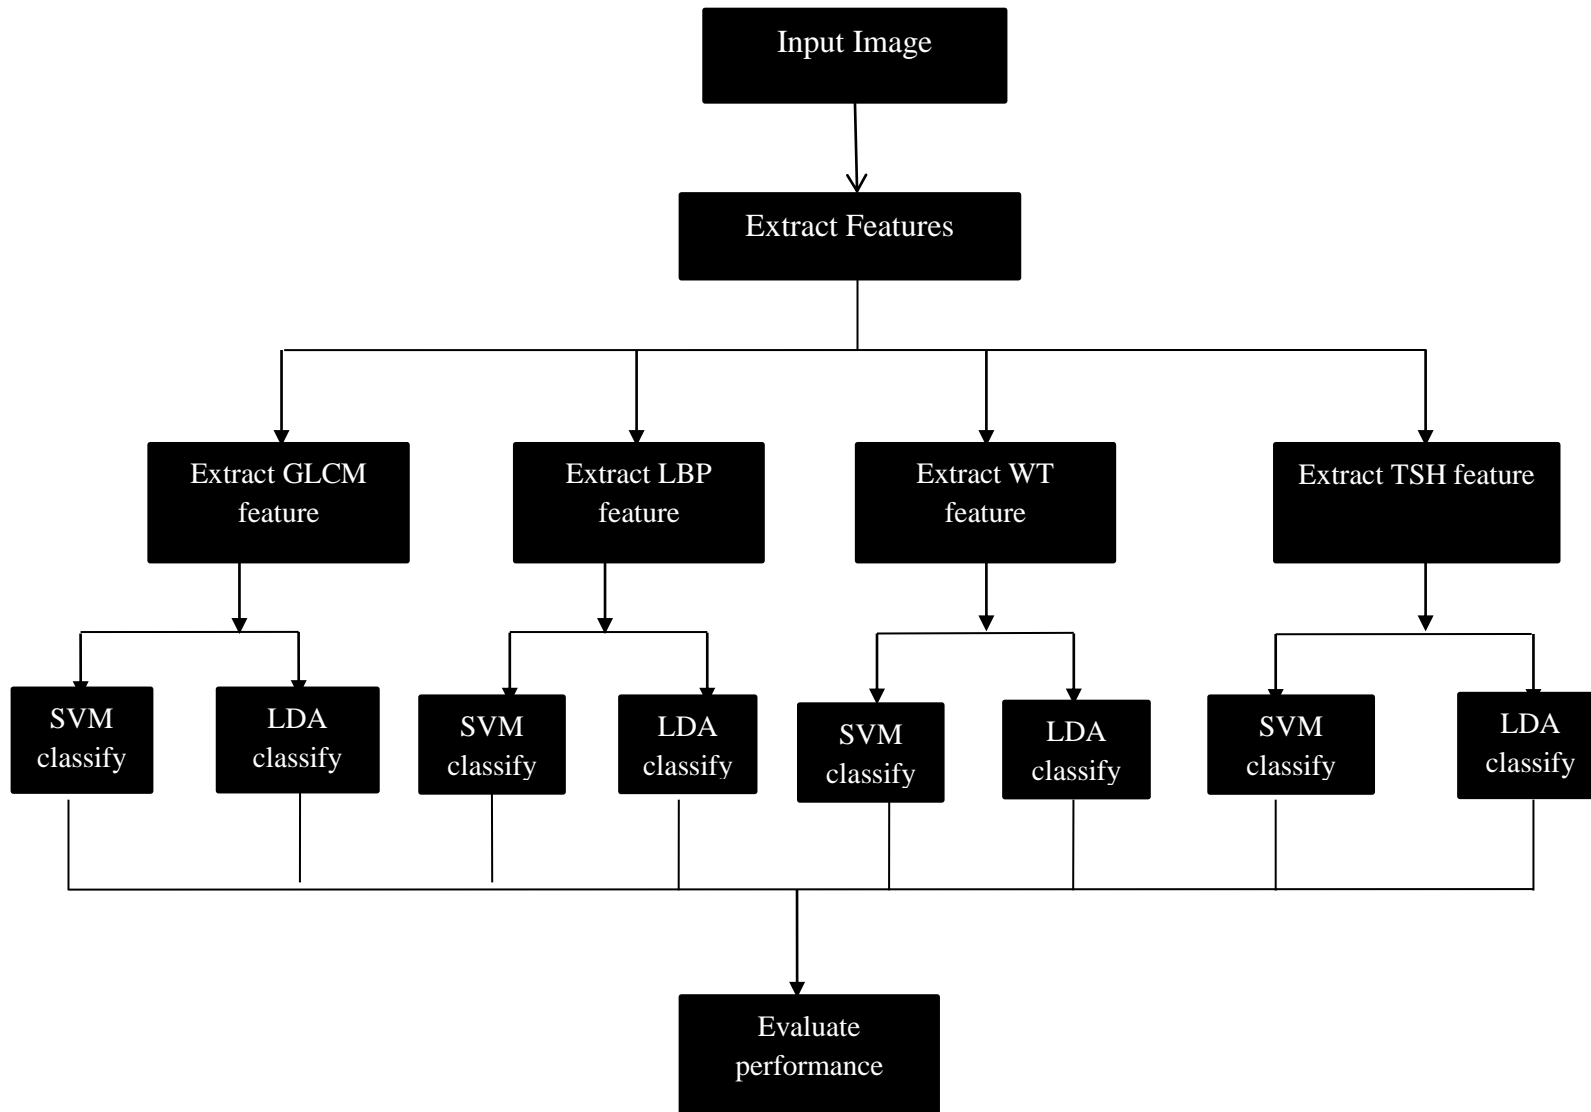 Input Image
Extract Features
Extract GLCM
feature
Extract LBP
feature
Extract WT
feature
Extract TSH feature
SVM
classify
LDA
classify
SVM
classify
LDA
classify
SVM
classify
LDA
classify
SVM
classify
LDA
classify
Evaluate
performance